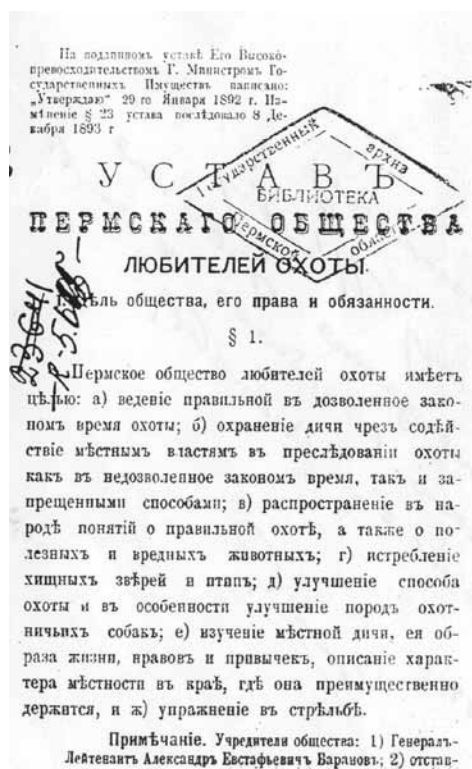 На подлинномъ уставѣ Его Высоко-
превосходительствомъ Г. Министромъ Го-
сударственныхъ Имуществъ написано:
„Утверждаю“ 29 го Января 1892 г. Из-
мѣненіе § 23 устава послѣдовало 8 Де-
кабря 1893 г
Государственный архив
БИБЛИОТЕКА
Пермской области
УСТАВЪ
ПЕРМСКАГО ОБЩЕСТВА
ЛЮБИТЕЛЕЙ ОХОТЫ.
I. Цѣль общества, его права и обязанности.
23641
§ 1.
Пермское общество любителей охоты имѣетъ
цѣлью: а) веденіе правильной въ дозволенное зако-
номъ время охоты; б) охраненіе дичи чрезъ содѣй-
ствіе мѣстнымъ властямъ въ преслѣдованіи охоты
какъ въ недозволенное закономъ время, такъ и за-
прещенными способами; в) распространеніе въ на-
родѣ понятій о правильной охотѣ, а также о по-
лезныхъ и вредныхъ животныхъ; г) истребленіе
хищныхъ звѣрей и птицъ; д) улучшеніе способа
охоты и въ особенности улучшеніе породъ охот-
ничьихъ собакъ; е) изученіе мѣстной дичи, ея об-
раза жизни, нравовъ и привычекъ, описаніе харак-
тера мѣстности въ краѣ, гдѣ она преимущественно
держится, и ж) упражненіе въ стрѣльбѣ.
Примѣчаніе. Учредители общества: 1) Генералъ-
Лейтенантъ Александръ Евстафьевичъ Барановъ; 2) отстав-